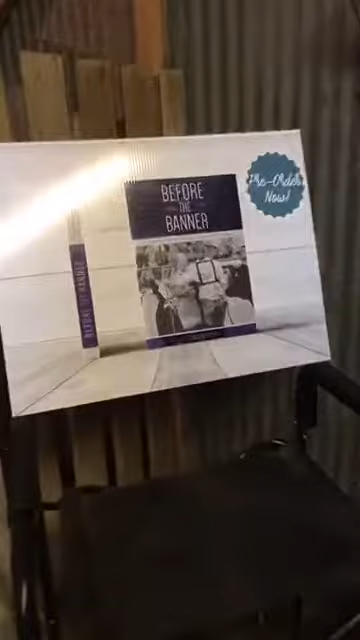 BEFORE
THE
BANNER
Pre-Order
Now!
BEFORE THE BANNER